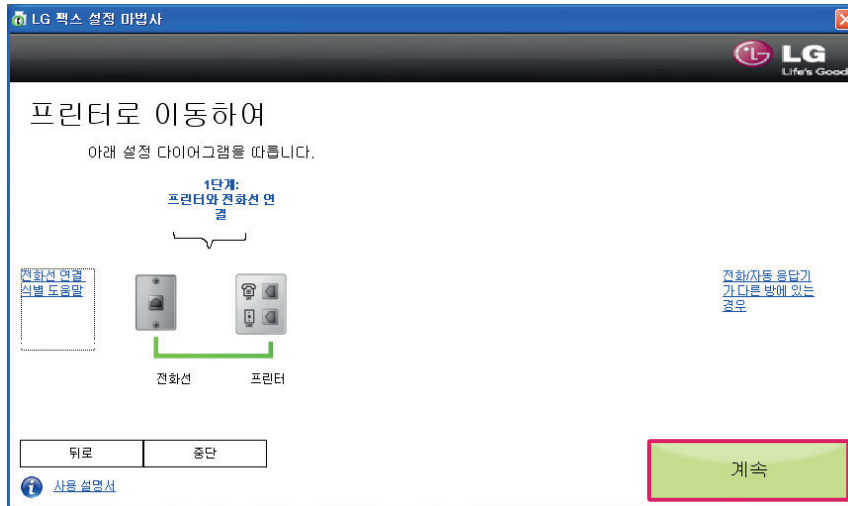 LG 팩스 설정 마법사
LG
Life's Good
프린터로 이동하여
아래 설정 다이어그램을 따릅니다.
1단계:
프린터와 전화선 연
결
전화선 연결
식별 도움말
전화/자동 응답기
가 다른 방에 있는
경우
전화선
프린터
뒤로
중단
계속
사용 설명서